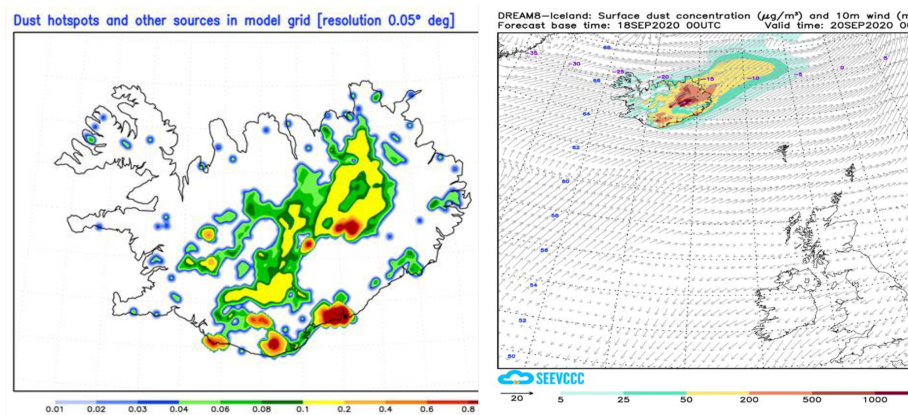 Dust hotspots and other sources in model grid [resolution 0.05° deg]
0.01 0.02 0.03 0.04 0.06 0.08 0.1 0.2 0.4 0.6 0.8
DREAM8-Iceland: Surface dust concentration (μg/m³) and 10m wind (m
Forecast base time: 18SEP2020 00UTC Valid time: 20SEP2020 0
-35 66 -30 -25 -20 -15 -10 -5 0 5
66
64
62
60
58
56
54
52
50
SEEVCCC
20 5 25 50 200 500 1000